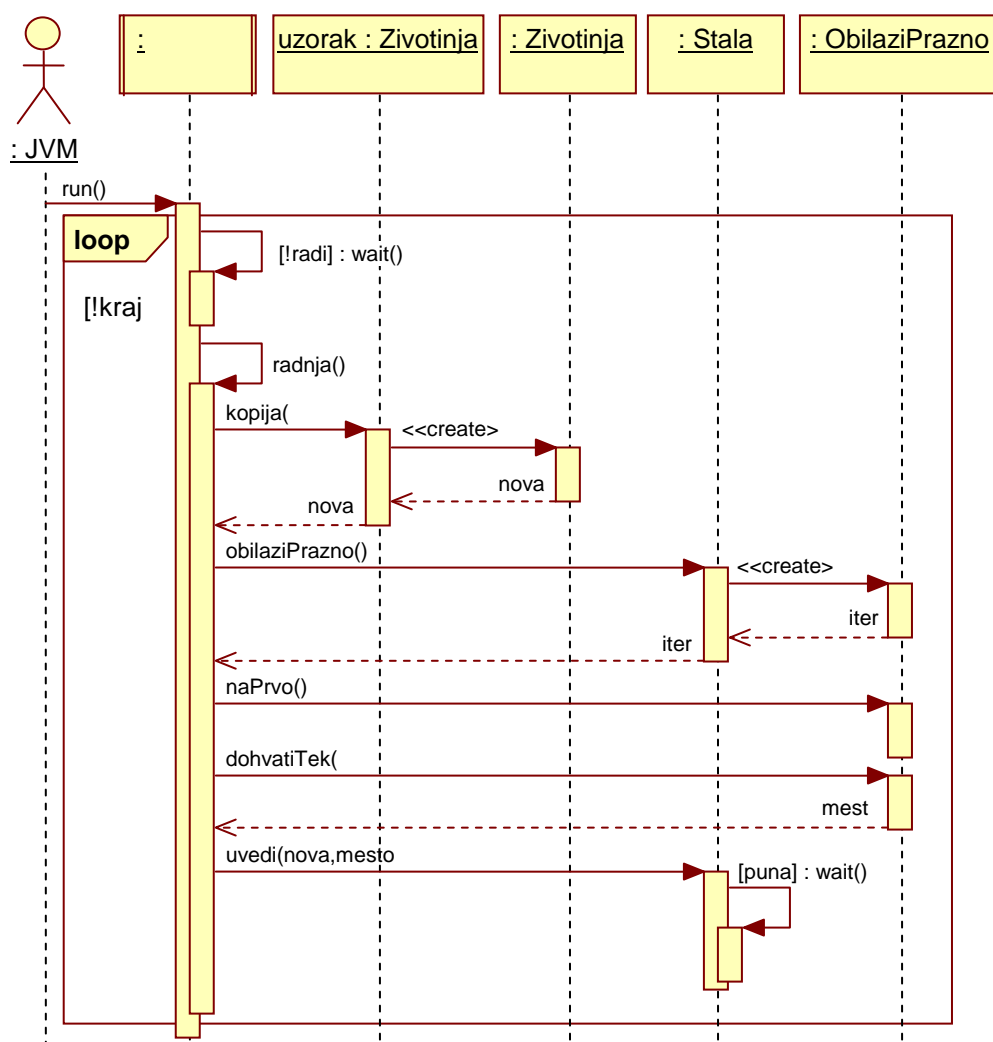 :
uzorak : Zivotinja
: Zivotinja
: Stala
: ObilaziPrazno
: JVM
run()
loop
[!radi] : wait()
[!kraj
radnja()
kopija(
<<create>
nova
nova
obilaziPrazno()
<<create>
iter
iter
naPrvo()
dohvatiTek(
mest
uvedi(nova,mesto
[puna] : wait()